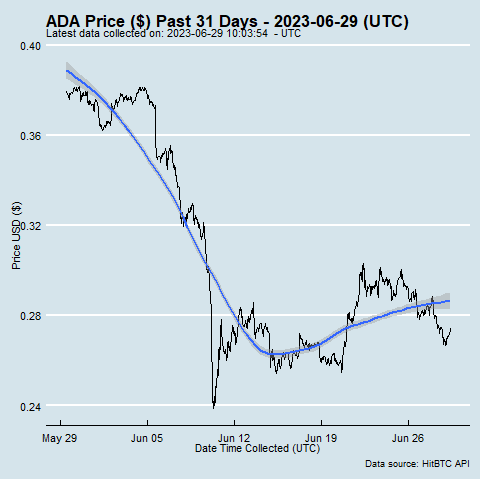 ADA Price ($) Past 31 Days - 2023-06-29 (UTC)
Latest data collected on: 2023-06-29 10:03:54 - UTC
0.40
0.36
0.32
0.28
0.24
Price USD ($)
May 29 Jun 05 Jun 12 Jun 19 Jun 26
Date Time Collected (UTC)
Data source: HitBTC API